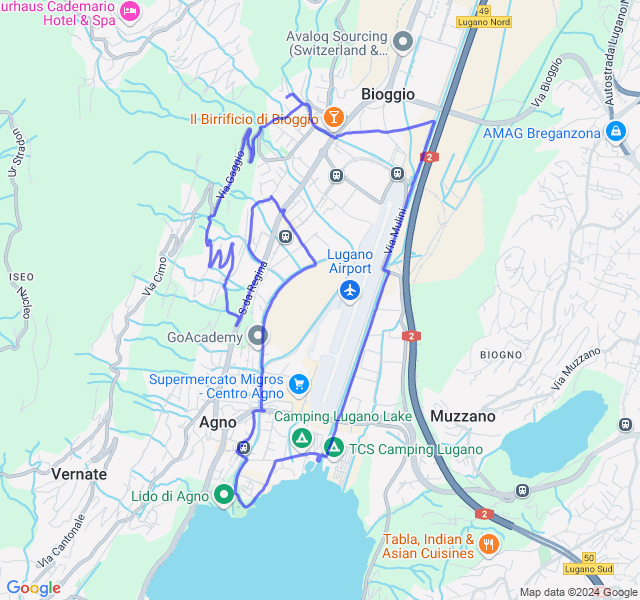 urhaus Cademario
Hotel & Spa
49
Lugano Nord
Avaloq Sourcing
(Switzerland &…
Bioggio
Via Bioggio
Autostrada Lugano N
Il Birrificio di Bioggio
AMAG Breganzona
2
Ur Strapon
Via Gaggio
Via Mulini
Lugano
Airport
ISEO
Nucleo
Via Cimo
S.da Regina
GoAcademy
2
BIOGNO
Via Muzzano
Supermercato Migros
- Centro Agno
Agno
Camping Lugano Lake
Muzzano
TCS Camping Lugano
Vernate
Lido di Agno
2
Via Cantonale
Tabla, Indian &
Asian Cuisines
50
Lugano Sud
Google
Map data ©2024 Google